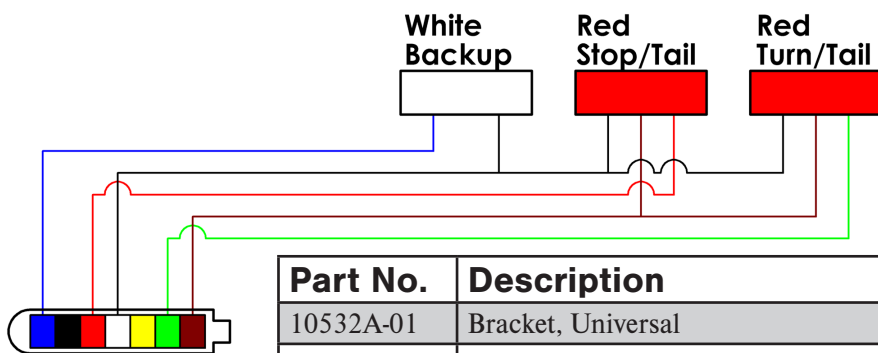 White Backup
Red Stop/Tail
Red Turn/Tail
Part No. Description
10532A-01 Bracket, Universal